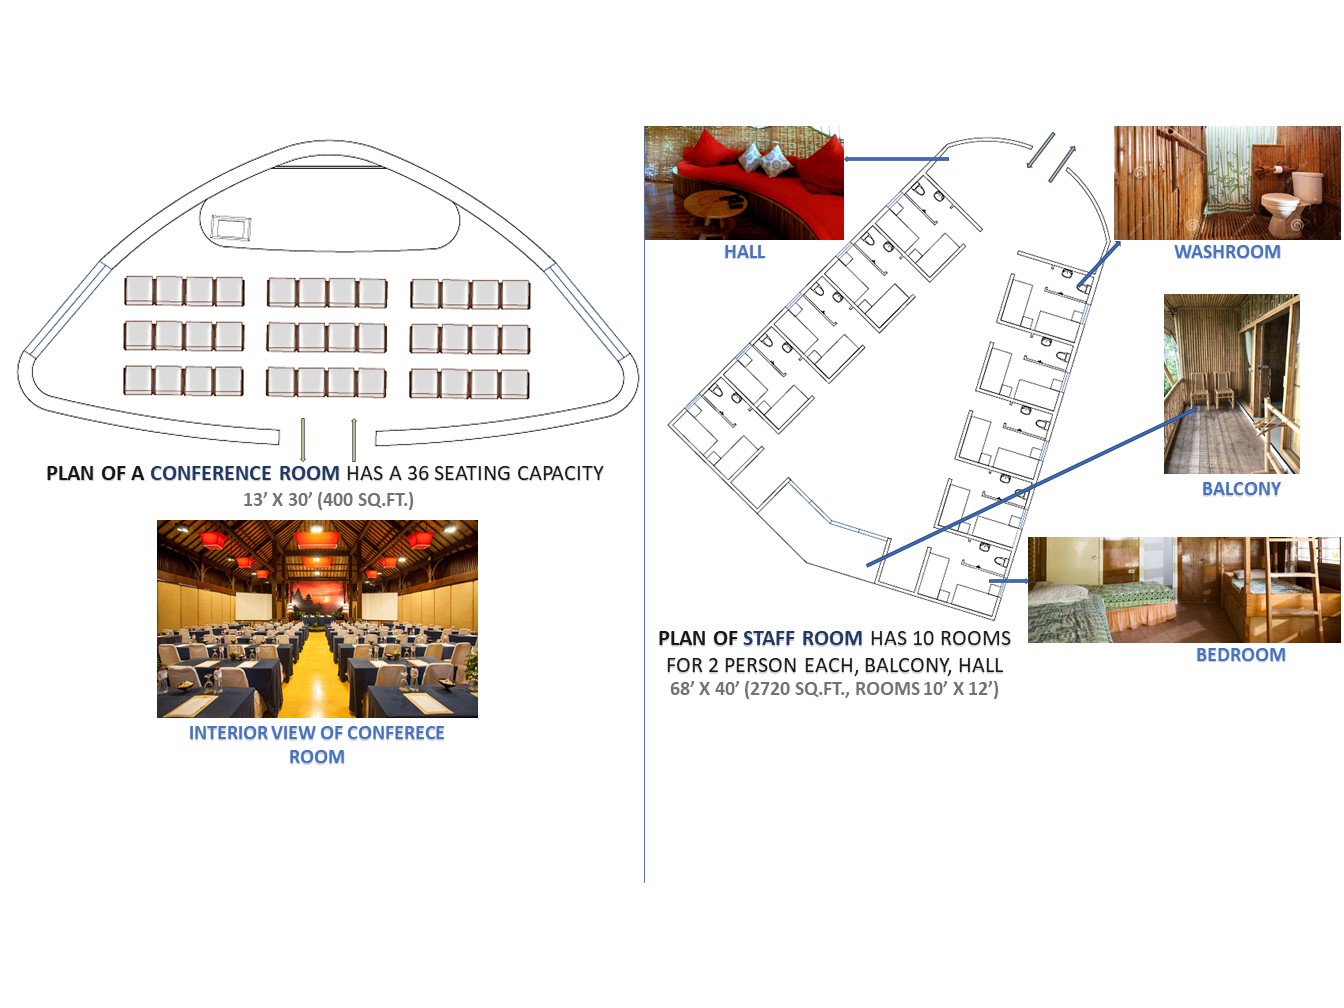 PLAN OF A CONFERENCE ROOM HAS A 36 SEATING CAPACITY
13’ X 30’ (400 SQ.FT.)
INTERIOR VIEW OF CONFERECE
ROOM
HALL
WASHROOM
BALCONY
BEDROOM
PLAN OF STAFF ROOM HAS 10 ROOMS
FOR 2 PERSON EACH, BALCONY, HALL
68’ X 40’ (2720 SQ.FT., ROOMS 10’ X 12’)